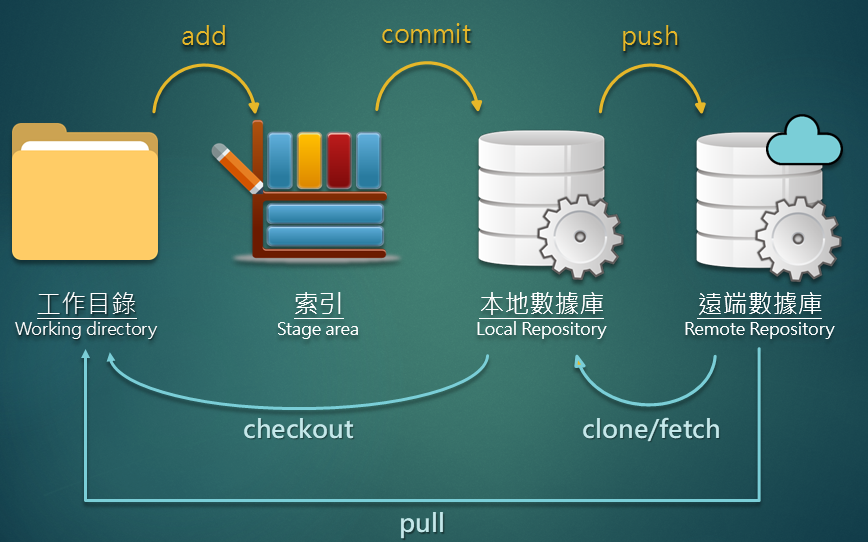 add
commit
push
工作目錄
Working directory
索引
Stage area
本地數據庫
Local Repository
遠端數據庫
Remote Repository
checkout
clone/fetch
pull